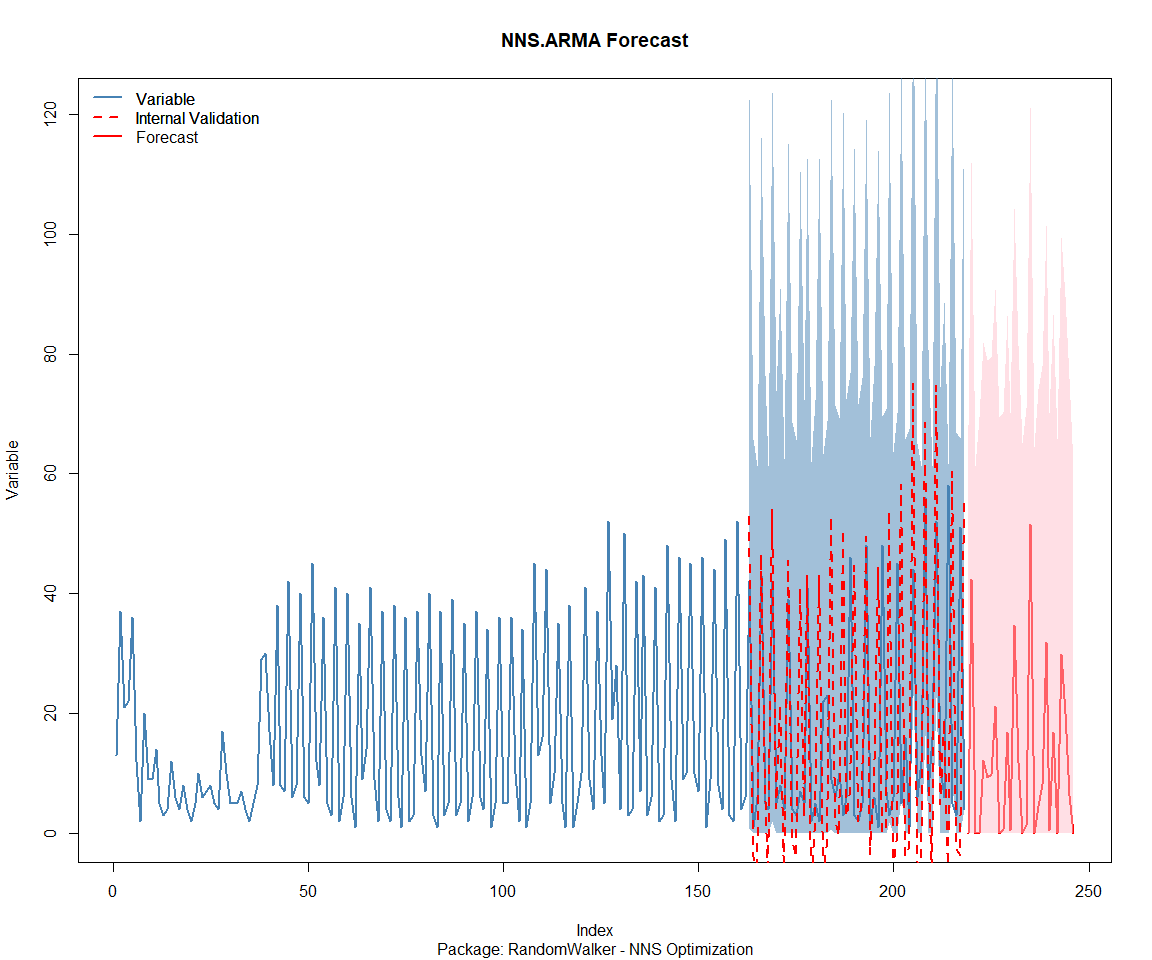 NNS.ARMA Forecast
Variable
Internal Validation
Forecast
120
100
80
60
40
20
0
Variable
0 50 100 150 200 250
Index
Package: RandomWalker - NNS Optimization